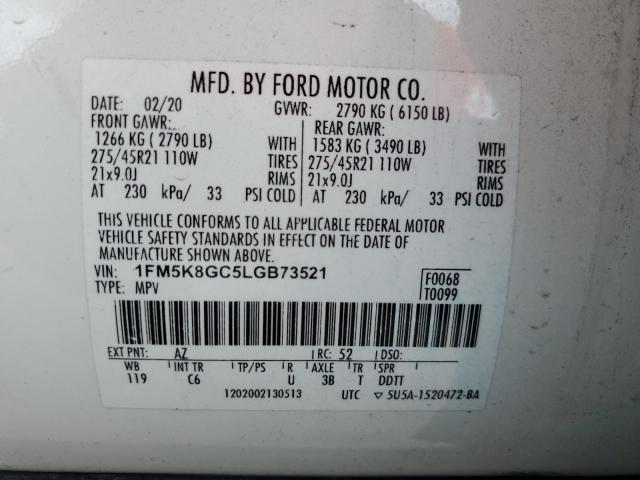 MFD. BY FORD MOTOR CO.
DATE: 02/20 GVWR: 2790 KG ( 6150 LB)
FRONT GAWR: REAR GAWR:
1266 KG ( 2790 LB) WITH 1583 KG ( 3490 LB) WITH
275/45R21 110W TIRES 275/45R21 110W TIRES
21x9.0J RIMS 21x9.0J RIMS
AT 230 kPa/ 33 PSI COLD AT 230 kPa/ 33 PSI COLD
THIS VEHICLE CONFORMS TO ALL APPLICABLE FEDERAL MOTOR
VEHICLE SAFETY STANDARDS IN EFFECT ON THE DATE OF
MANUFACTURE SHOWN ABOVE.
VIN: 1FM5K8GC5LGB73521 F0068
TYPE: MPV T0099
EXT PNT: AZ RC: 52 DSO:
WB INT TR TP/PS R AXLE TR SPR
119 C6 U 3B T DDTT
1202002130513 UTC ▽ 5U5A-1520472-BA